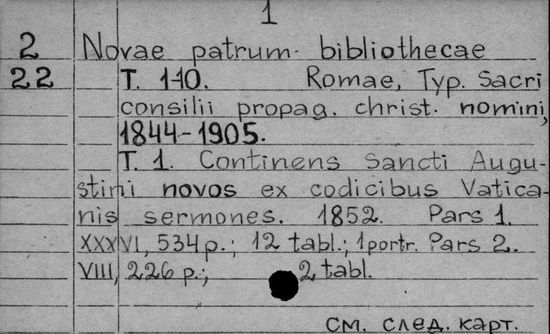 1
2 Novae patrum bibliothecae
22 T. 1-10. Romae, Typ. Sacri
consilii propag. christ. nomini,
1844-1905.
T. 1. Continens Sancti Augu-
stini novos ex codicibus Vatica-
nis sermones. 1852. Pars 1.
XXXVI, 534 p.; 12 tabl.; 1 portr. Pars 2.
VIII, 226 p.; 2 tabl.
см. след. карт.